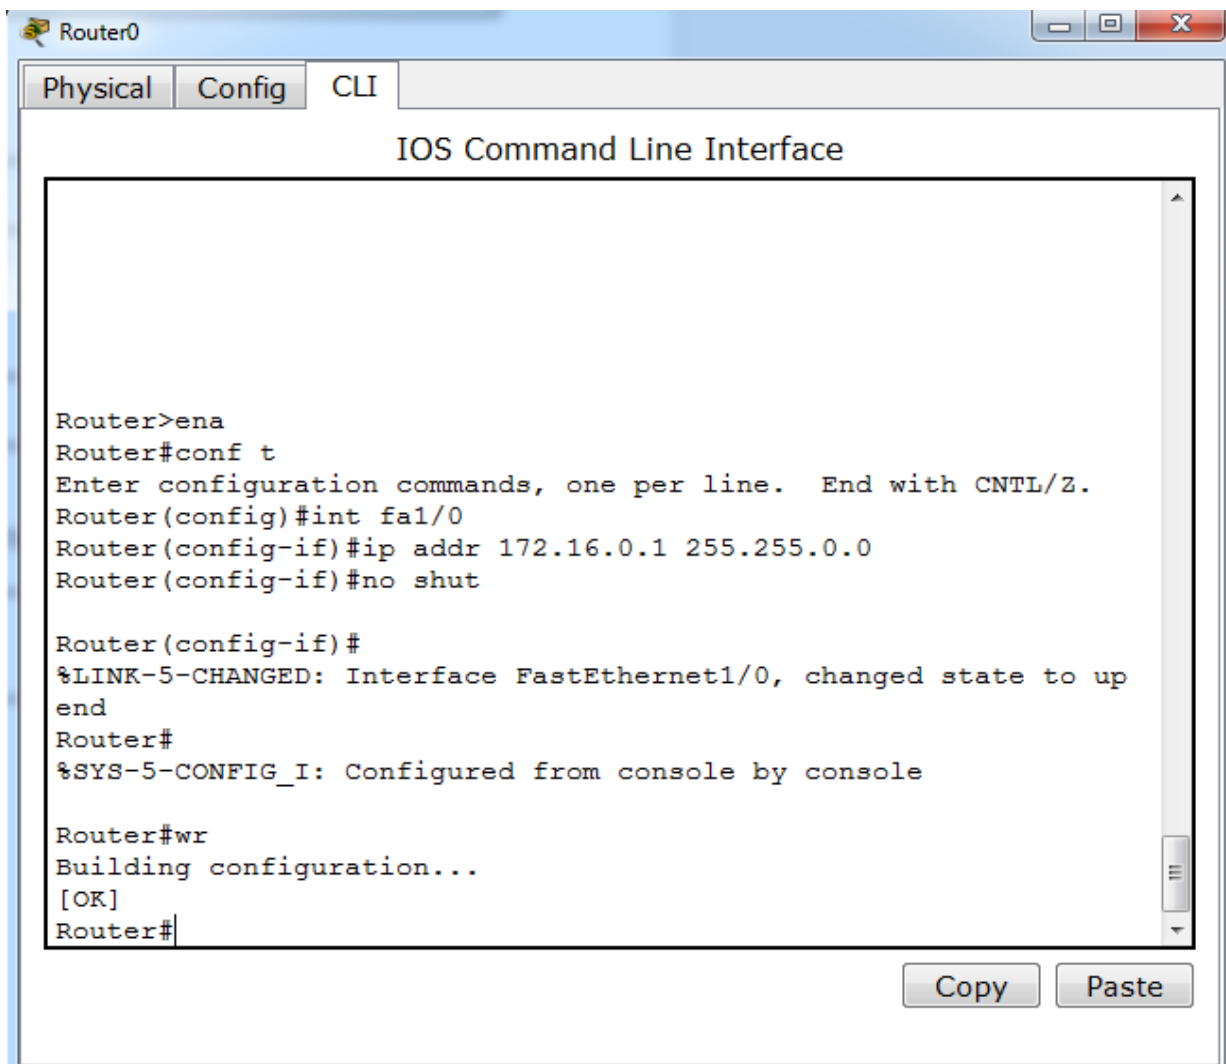 Router0
Physical Config CLI
IOS Command Line Interface
Router>ena
Router#conf t
Enter configuration commands, one per line.  End with CNTL/Z.
Router(config)#int fa1/0
Router(config-if)#ip addr 172.16.0.1 255.255.0.0
Router(config-if)#no shut
Router(config-if)#
%LINK-5-CHANGED: Interface FastEthernet1/0, changed state to up
end
Router#
%SYS-5-CONFIG_I: Configured from console by console
Router#wr
Building configuration...
[OK]
Router#
Copy Paste